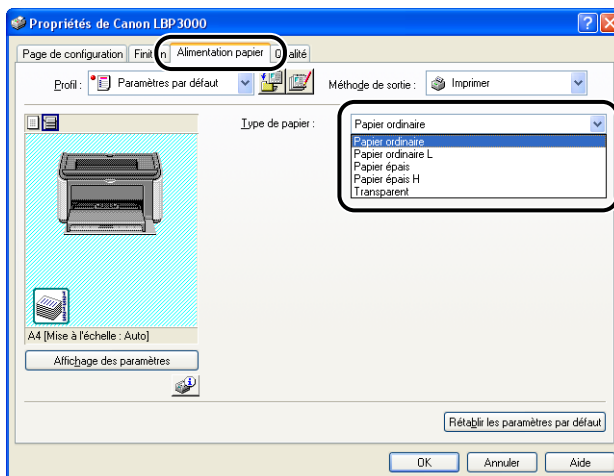 Propriétés de Canon LBP3000
Page de configuration Finition Alimentation papier Qualité
Profil : Paramètres par défaut Méthode de sortie : Imprimer
Type de papier : Papier ordinaire
Papier ordinaire
Papier ordinaire L
Papier épais
Papier épais H
Transparent
A4 [Mise à l'échelle : Auto]
Affichage des paramètres
Rétablir les paramètres par défaut
OK Annuler Aide